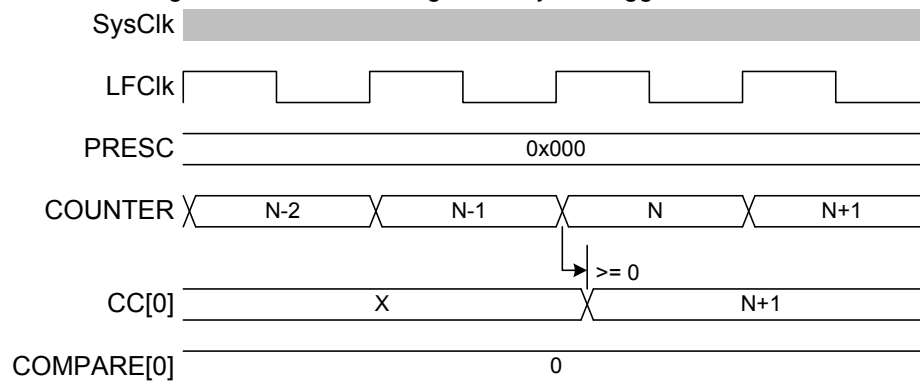 SysClk
LFClk
PRESC 0x000
COUNTER N-2 N-1 N N+1
>= 0
CC[0] X N+1
COMPARE[0] 0